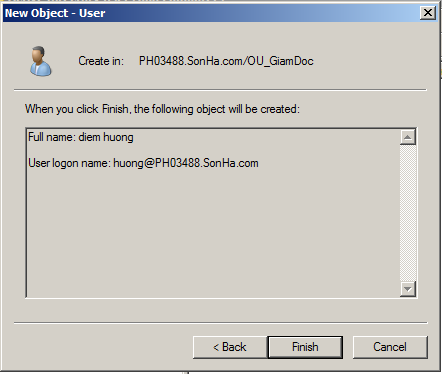 New Object - User
Create in: PH03488.SonHa.com/OU_GiamDoc
When you click Finish, the following object will be created:
Full name: diem huong
User logon name: huong@PH03488.SonHa.com
< Back Finish Cancel